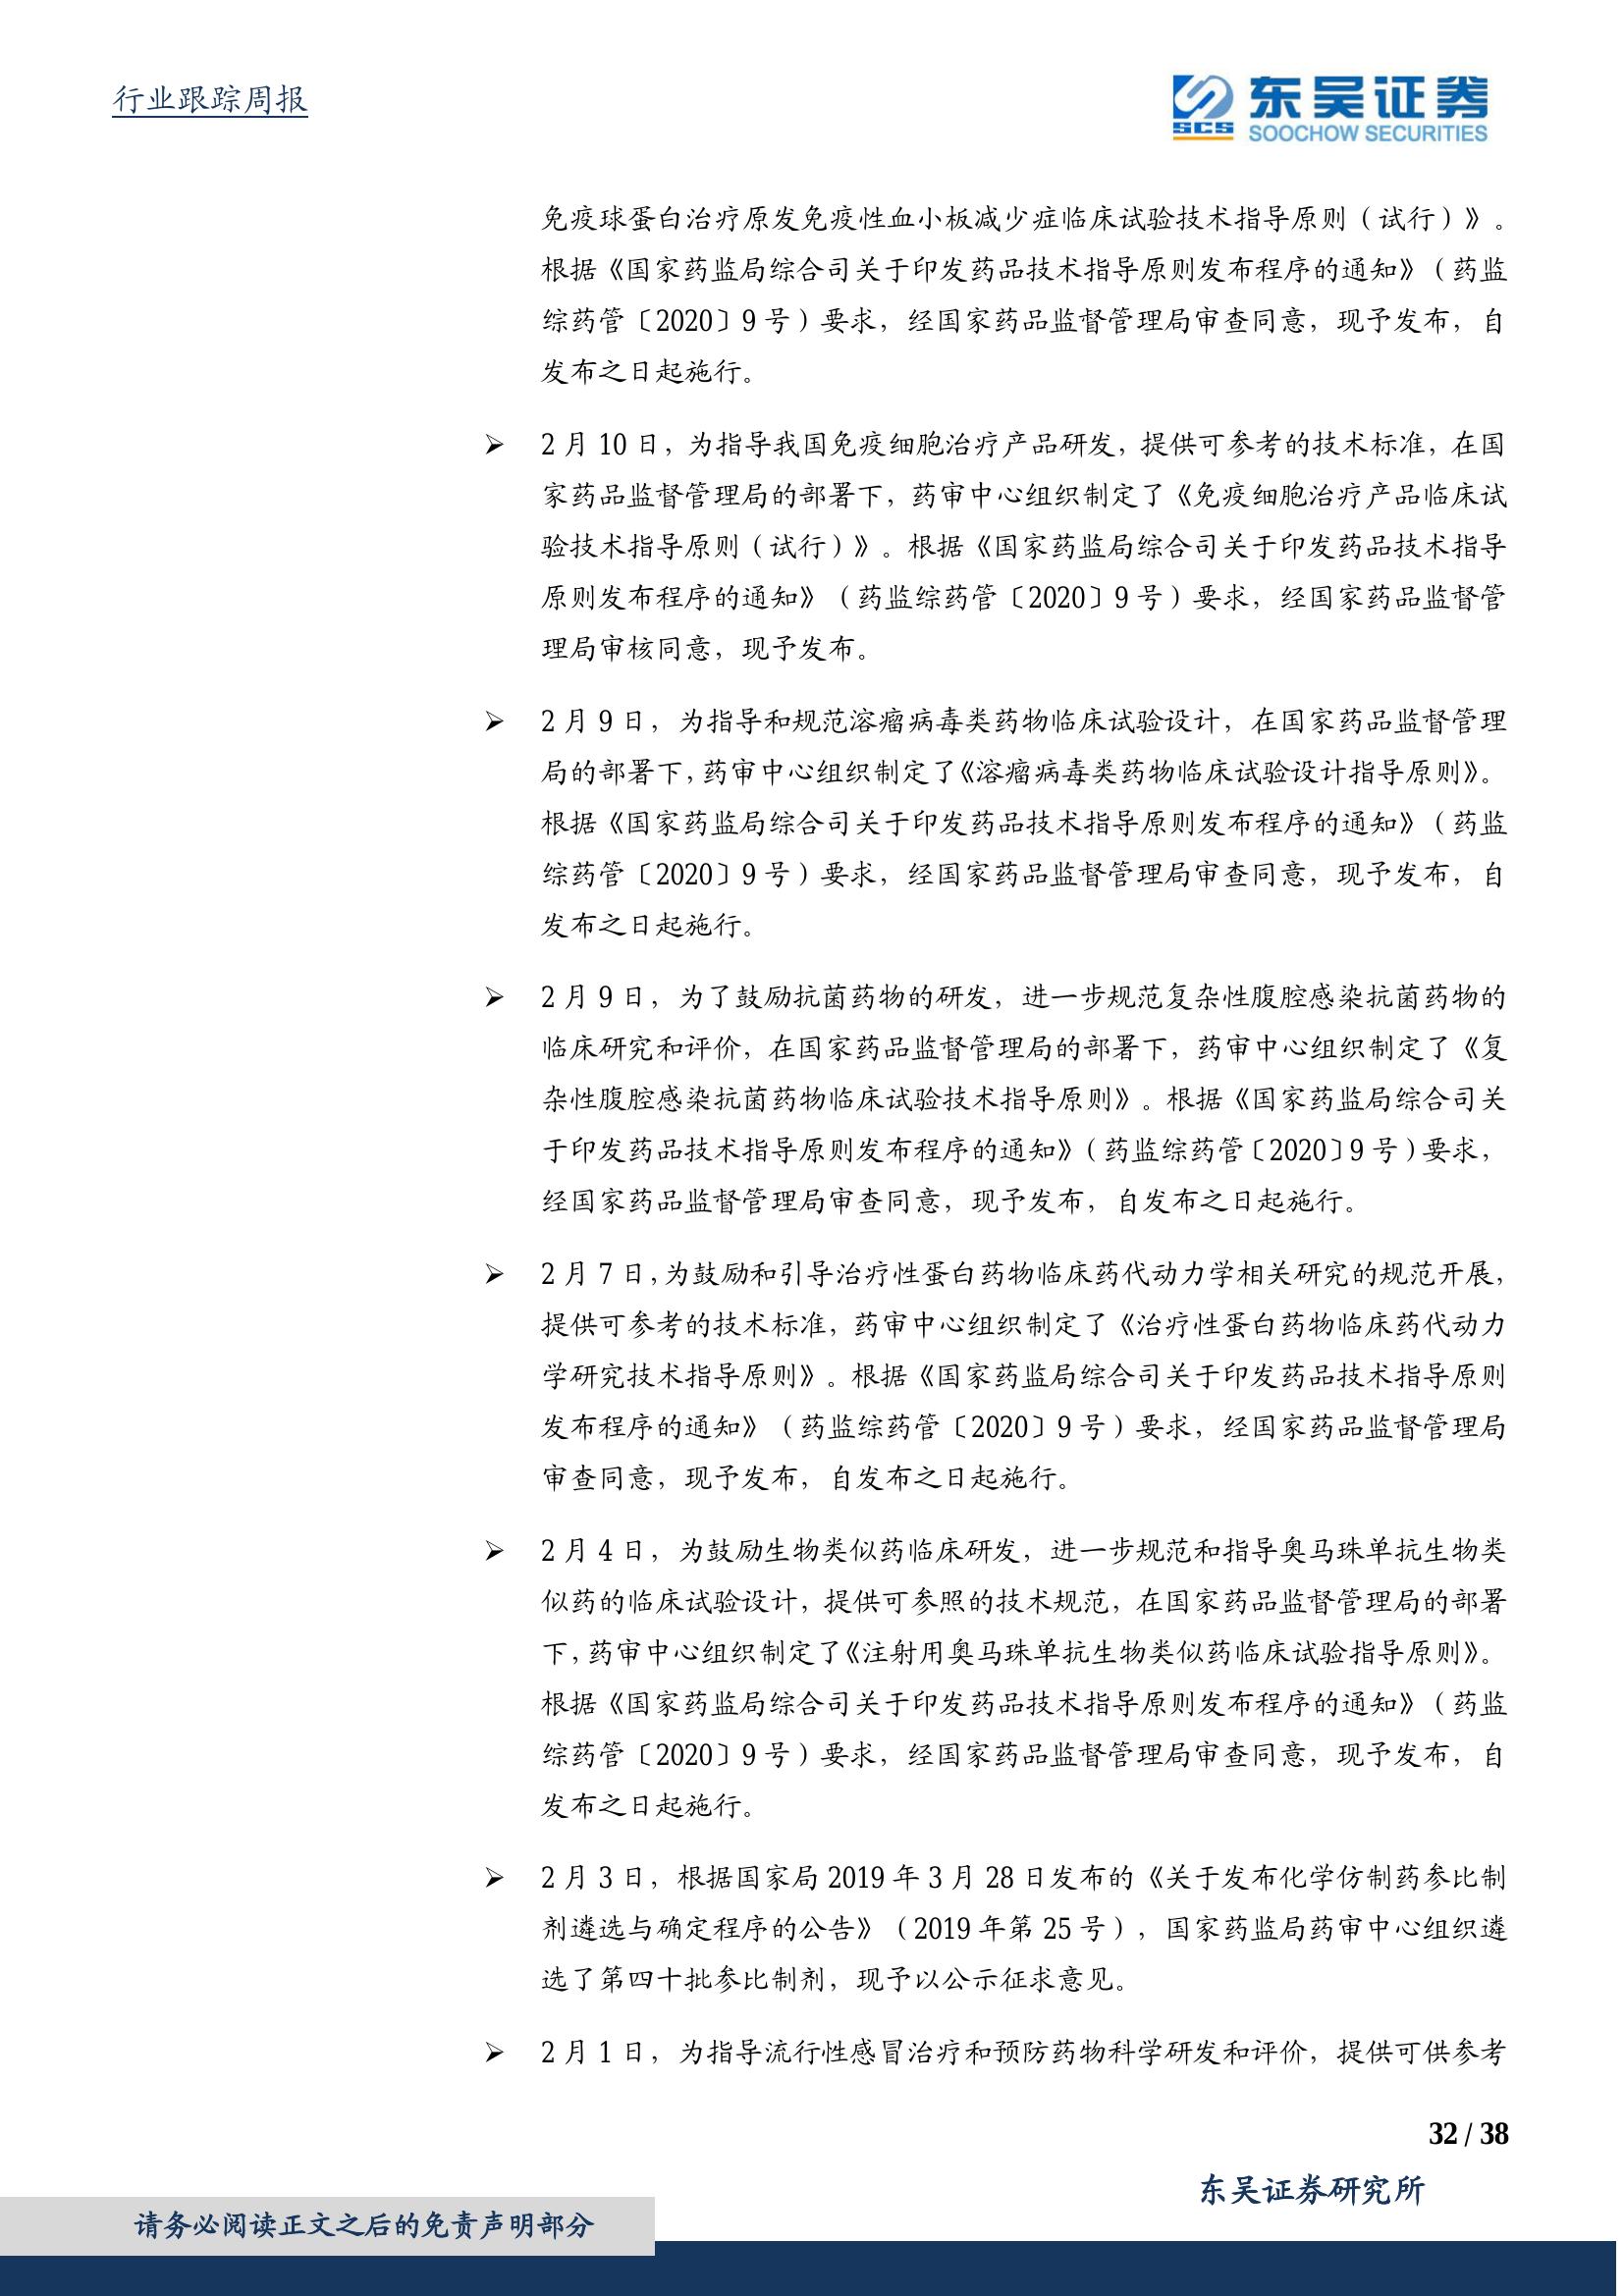 行业跟踪周报
SCS 东吴证券
SOOCHOW SECURITIES
免疫球蛋白治疗原发免疫性血小板减少症临床试验技术指导原则（试行）》。
根据《国家药监局综合司关于印发药品技术指导原则发布程序的通知》（药监
综药管〔2020〕9 号）要求，经国家药品监督管理局审查同意，现予发布，自
发布之日起施行。
➢ 2 月 10 日，为指导我国免疫细胞治疗产品研发，提供可参考的技术标准，在国
家药品监督管理局的部署下，药审中心组织制定了《免疫细胞治疗产品临床试
验技术指导原则（试行）》。根据《国家药监局综合司关于印发药品技术指导
原则发布程序的通知》（药监综药管〔2020〕9 号）要求，经国家药品监督管
理局审核同意，现予发布。
➢ 2 月 9 日，为指导和规范溶瘤病毒类药物临床试验设计，在国家药品监督管理
局的部署下，药审中心组织制定了《溶瘤病毒类药物临床试验设计指导原则》。
根据《国家药监局综合司关于印发药品技术指导原则发布程序的通知》（药监
综药管〔2020〕9 号）要求，经国家药品监督管理局审查同意，现予发布，自
发布之日起施行。
➢ 2 月 9 日，为了鼓励抗菌药物的研发，进一步规范复杂性腹腔感染抗菌药物的
临床研究和评价，在国家药品监督管理局的部署下，药审中心组织制定了《复
杂性腹腔感染抗菌药物临床试验技术指导原则》。根据《国家药监局综合司关
于印发药品技术指导原则发布程序的通知》（药监综药管〔2020〕9 号）要求，
经国家药品监督管理局审查同意，现予发布，自发布之日起施行。
➢ 2 月 7 日，为鼓励和引导治疗性蛋白药物临床药代动力学相关研究的规范开展，
提供可参考的技术标准，药审中心组织制定了《治疗性蛋白药物临床药代动力
学研究技术指导原则》。根据《国家药监局综合司关于印发药品技术指导原则
发布程序的通知》（药监综药管〔2020〕9 号）要求，经国家药品监督管理局
审查同意，现予发布，自发布之日起施行。
➢ 2 月 4 日，为鼓励生物类似药临床研发，进一步规范和指导奥马珠单抗生物类
似药的临床试验设计，提供可参照的技术规范，在国家药品监督管理局的部署
下，药审中心组织制定了《注射用奥马珠单抗生物类似药临床试验指导原则》。
根据《国家药监局综合司关于印发药品技术指导原则发布程序的通知》（药监
综药管〔2020〕9 号）要求，经国家药品监督管理局审查同意，现予发布，自
发布之日起施行。
➢ 2 月 3 日，根据国家局 2019 年 3 月 28 日发布的《关于发布化学仿制药参比制
剂遴选与确定程序的公告》（2019 年第 25 号），国家药监局药审中心组织遴
选了第四十批参比制剂，现予以公示征求意见。
➢ 2 月 1 日，为指导流行性感冒治疗和预防药物科学研发和评价，提供可供参考
32 / 38
东吴证券研究所
请务必阅读正文之后的免责声明部分